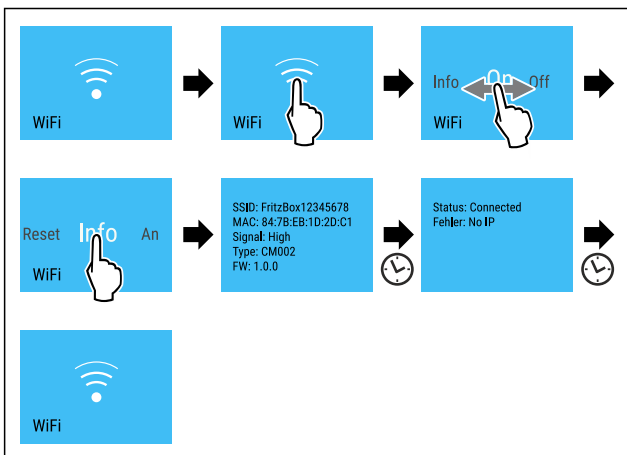 WiFi
WiFi
Info On Off
WiFi
Reset Info An
WiFi
SSID: FritzBox12345678
MAC: 84:7B:EB:1D:2D:C1
Signal: High
Type: CM002
FW: 1.0.0
Status: Connected
Fehler: No IP
WiFi